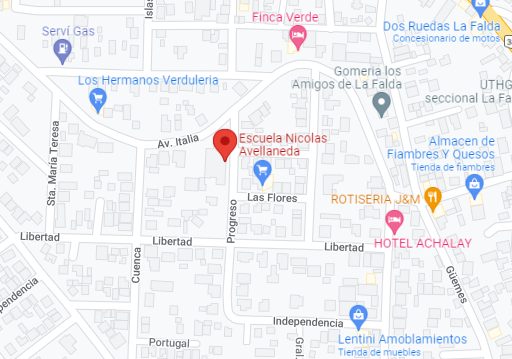 Islas
Finca Verde
Dos Ruedas La Falda
Concesionario de motos
Servi Gas
3
Gomeria los
Amigos de La Falda
UTHG
seccional La Fa
Los Hermanos Verduleria
Av. Italia
Escuela Nicolas
Avellaneda
Almacen de
Fiambres Y Quesos
Tienda de fiambres
Sta. María Teresa
Las Flores
ROTISERIA J&M
Progreso
Libertad
Libertad
Libertad
HOTEL ACHALAY
Cuenca
Güemes
ndependencia
Independencia
Lentini Amoblamientos
Tienda de muebles
Portugal
Gral